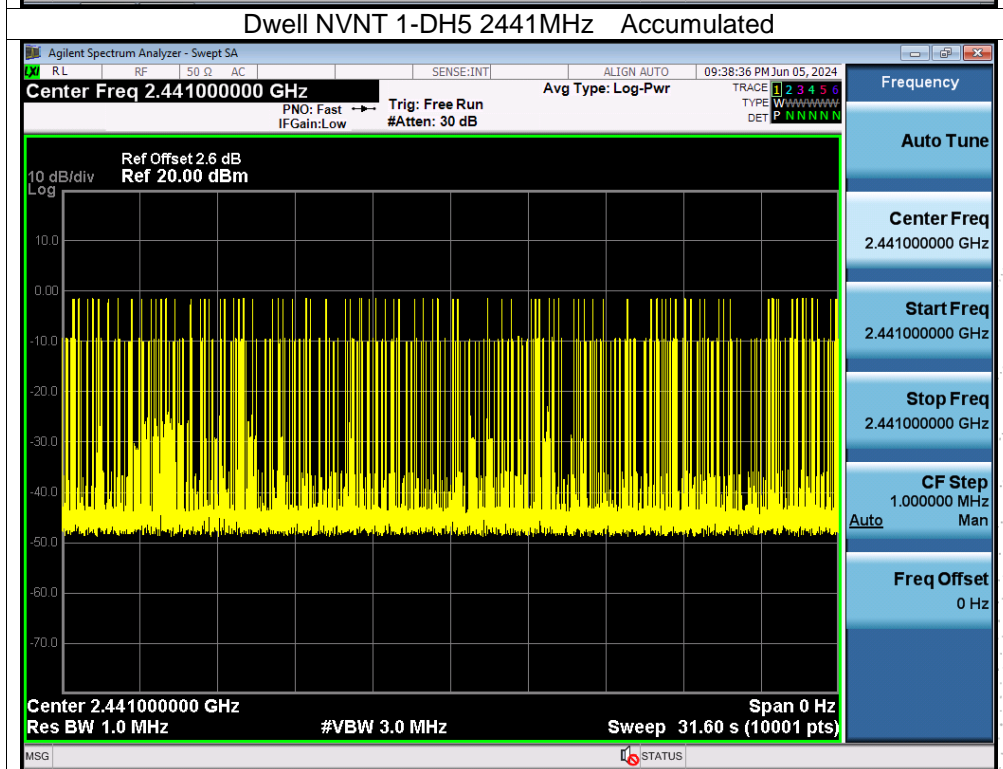 Dwell NVNT 1-DH5 2441MHz Accumulated
Agilent Spectrum Analyzer - Swept SA
LXI RL RF 50 Ω AC SENSE:INT ALIGN AUTO 09:38:36 PM Jun 05, 2024
Center Freq 2.441000000 GHz
PNO: Fast
IFGain:Low
Trig: Free Run
#Atten: 30 dB
Avg Type: Log-Pwr
TRACE 1 2 3 4 5 6
TYPE WWWWWWW
DET P N N N N N
Frequency
Auto Tune
Center Freq
2.441000000 GHz
Start Freq
2.441000000 GHz
Stop Freq
2.441000000 GHz
CF Step
1.000000 MHz
Auto Man
Freq Offset
0 Hz
Ref Offset 2.6 dB
10 dB/div Ref 20.00 dBm
Log
10.0
0.00
-10.0
-20.0
-30.0
-40.0
-50.0
-60.0
-70.0
Center 2.441000000 GHz Span 0 Hz
Res BW 1.0 MHz #VBW 3.0 MHz Sweep 31.60 s (10001 pts)
MSG STATUS